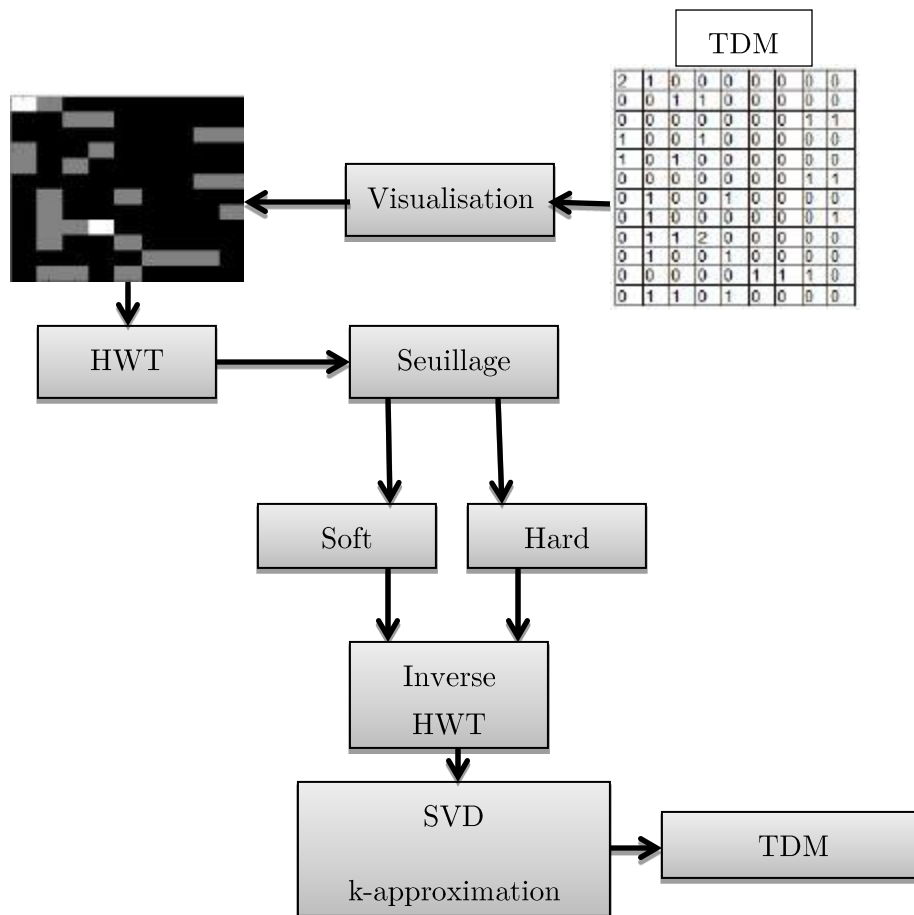 TDM
2 1 0 0 0 0 0 0 0
0 0 1 1 0 0 0 0 0
0 0 0 0 0 0 0 1 1
1 0 0 1 0 0 0 0 0
1 0 1 0 0 0 0 0 0
0 0 0 0 0 0 0 1 1
0 1 0 0 1 0 0 0 0
0 1 0 0 0 0 0 0 1
0 1 1 2 0 0 0 0 0
0 1 0 0 1 0 0 0 0
0 0 0 0 0 1 1 1 0
0 1 1 0 1 0 0 0 0
Visualisation
HWT
Seuillage
Soft
Hard
Inverse
HWT
SVD
k-approximation
TDM